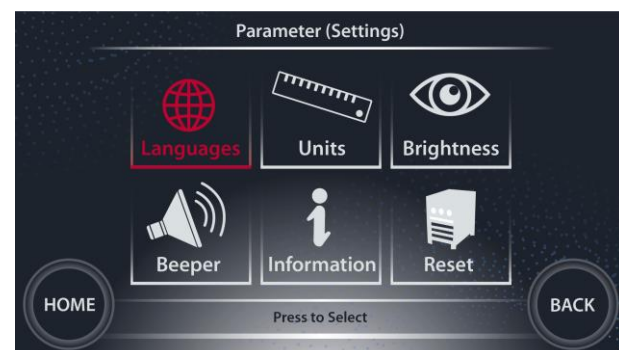 Parameter (Settings)
Languages Units Brightness
Beeper Information Reset
HOME Press to Select BACK